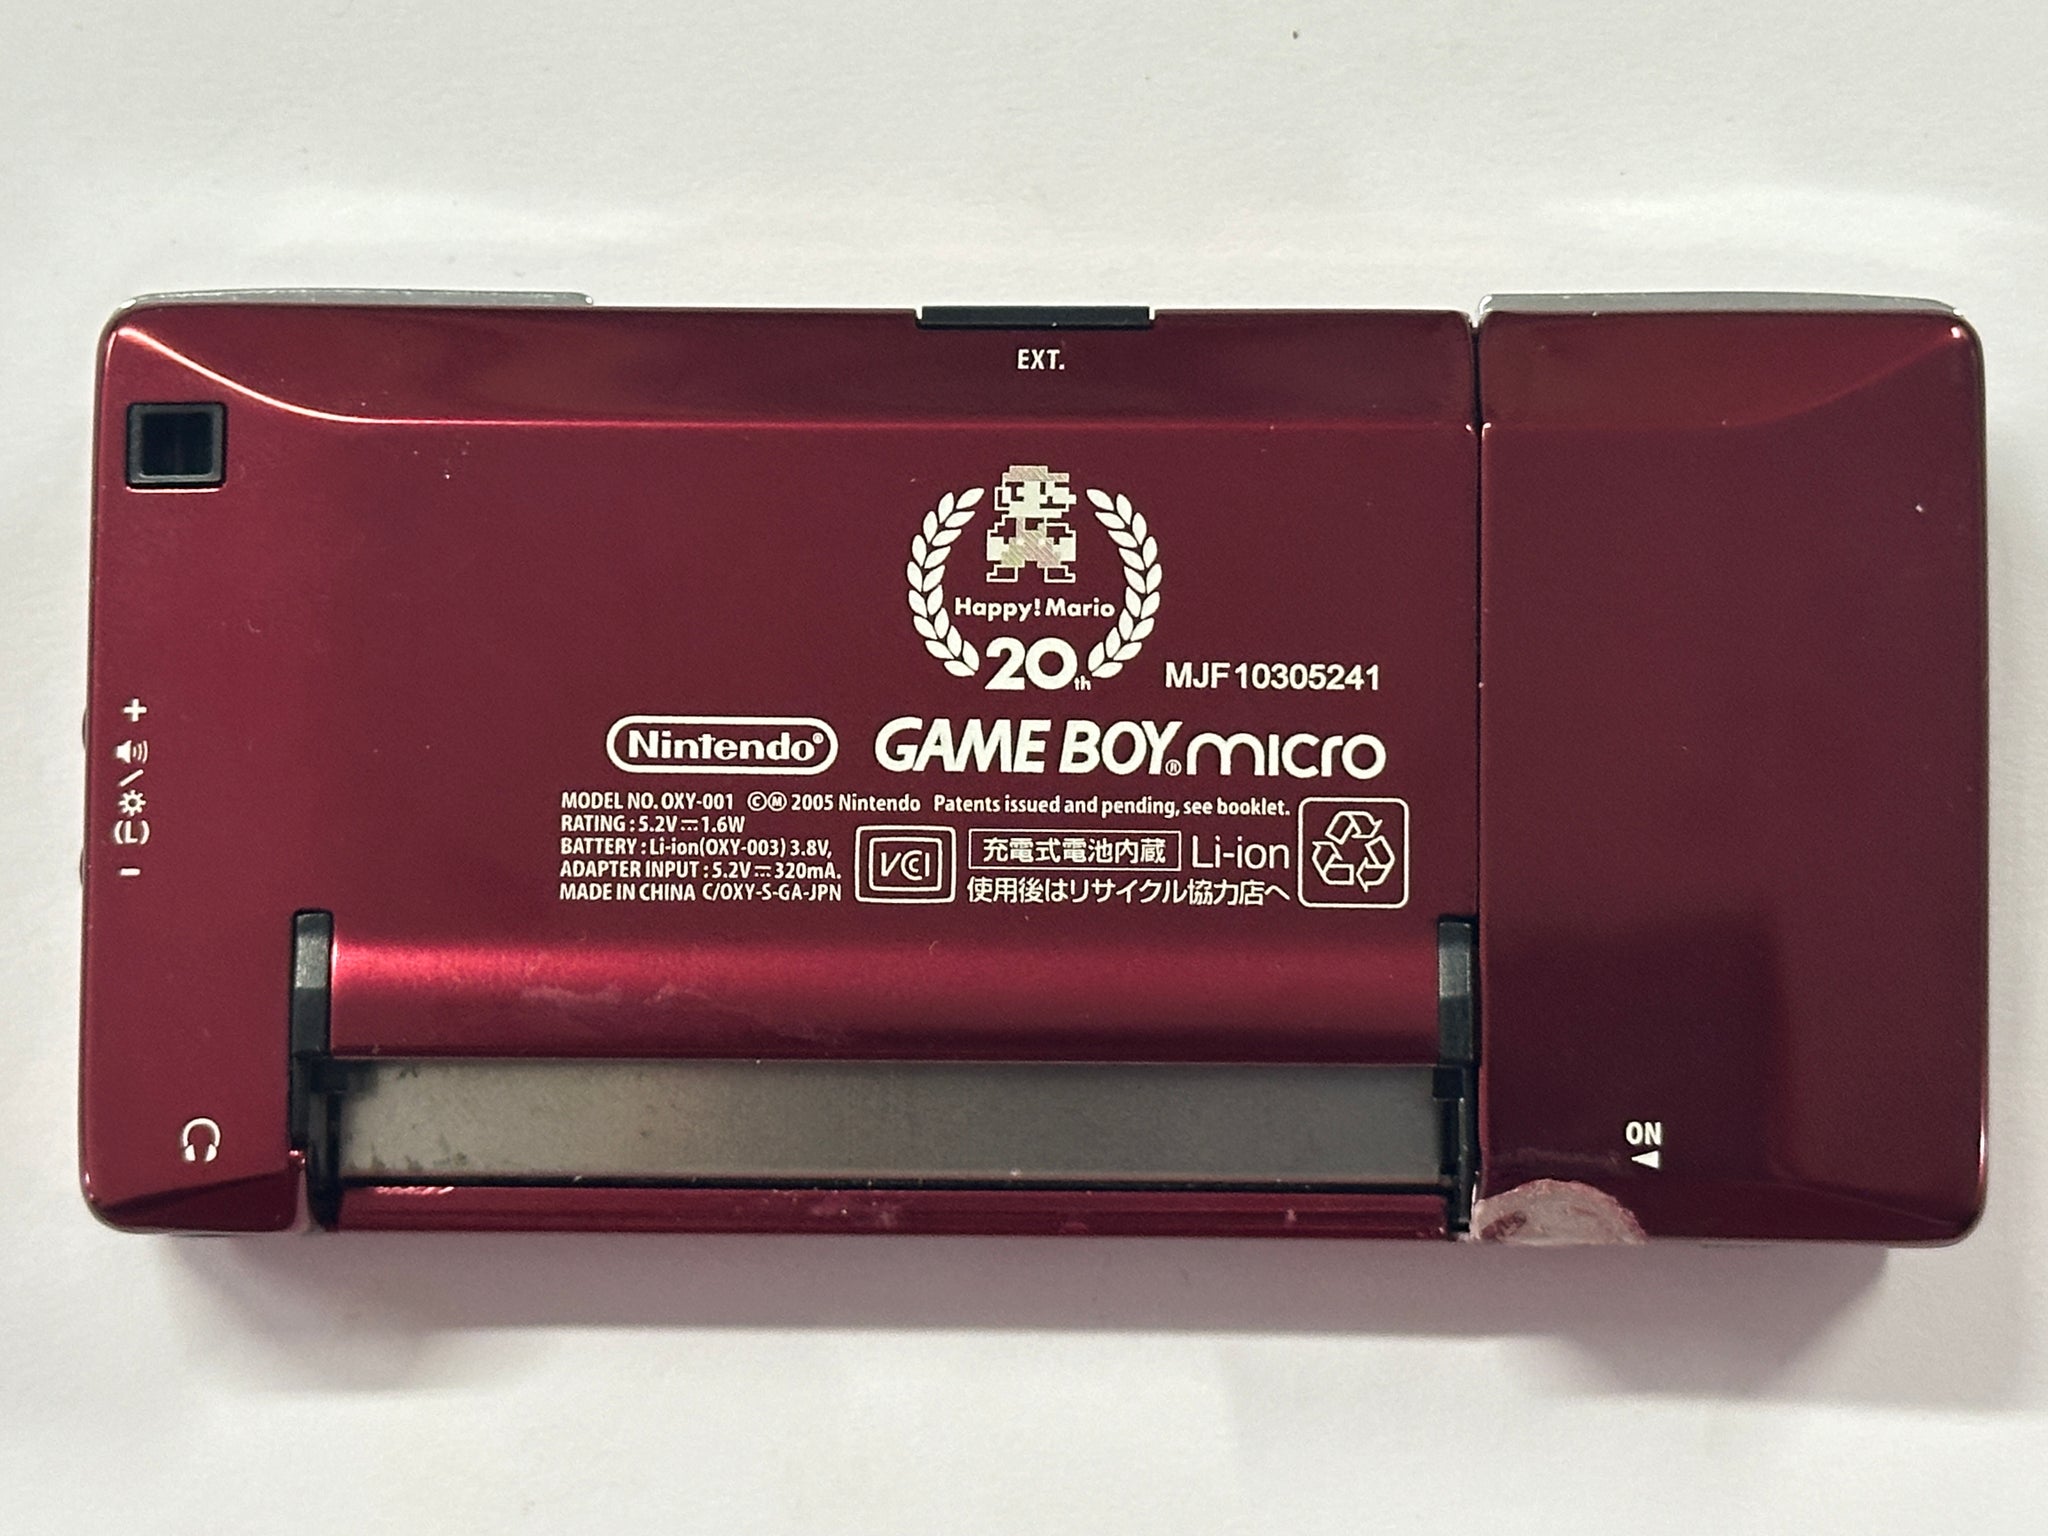 EXT.
Happy! Mario
20th
MJF10305241
Nintendo®
GAME BOY® micro
MODEL NO. OXY-001 ©Ⓜ 2005 Nintendo Patents issued and pending, see booklet.
RATING : 5.2V⎓1.6W
BATTERY : Li-ion(OXY-003) 3.8V,
ADAPTER INPUT : 5.2V⎓320mA.
MADE IN CHINA C/OXY-S-GA-JPN
VCCI
充電式電池内蔵
Li-ion
使用後はリサイクル協力店へ
+
/
(L)
−
ON